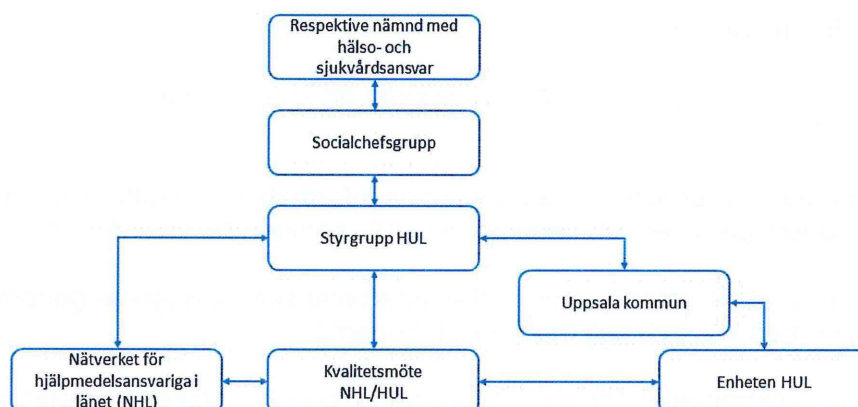 Respektive nämnd med
hälso- och
sjukvårdsansvar
Socialchefsgrupp
Styrgrupp HUL
Uppsala kommun
Nätverket för
hjälpmedelsansvariga i
länet (NHL)
Kvalitetsmöte
NHL/HUL
Enheten HUL